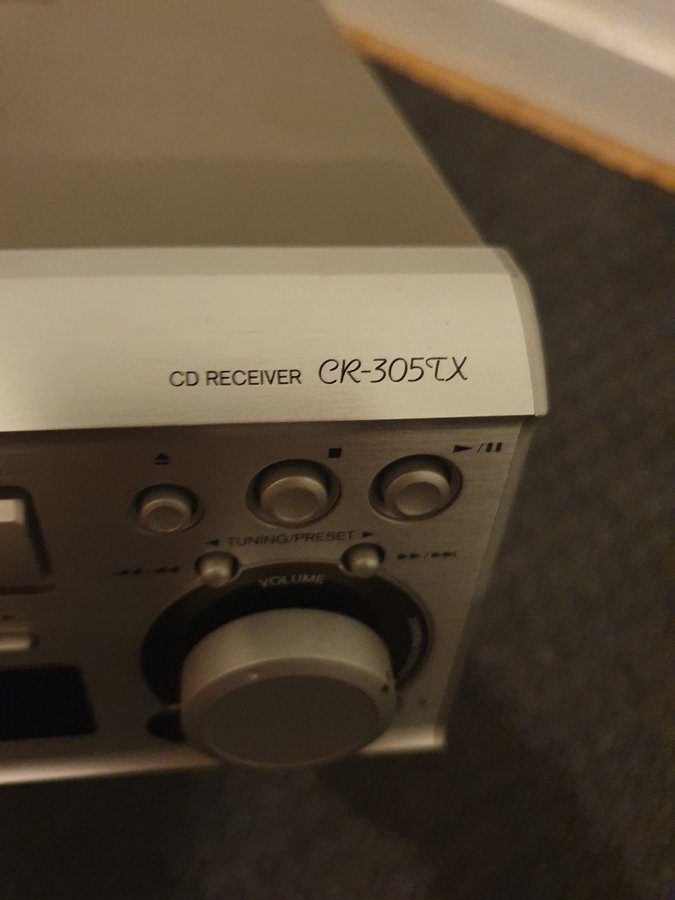 CD RECEIVER CR-305TX
TUNING/PRESET
VOLUME